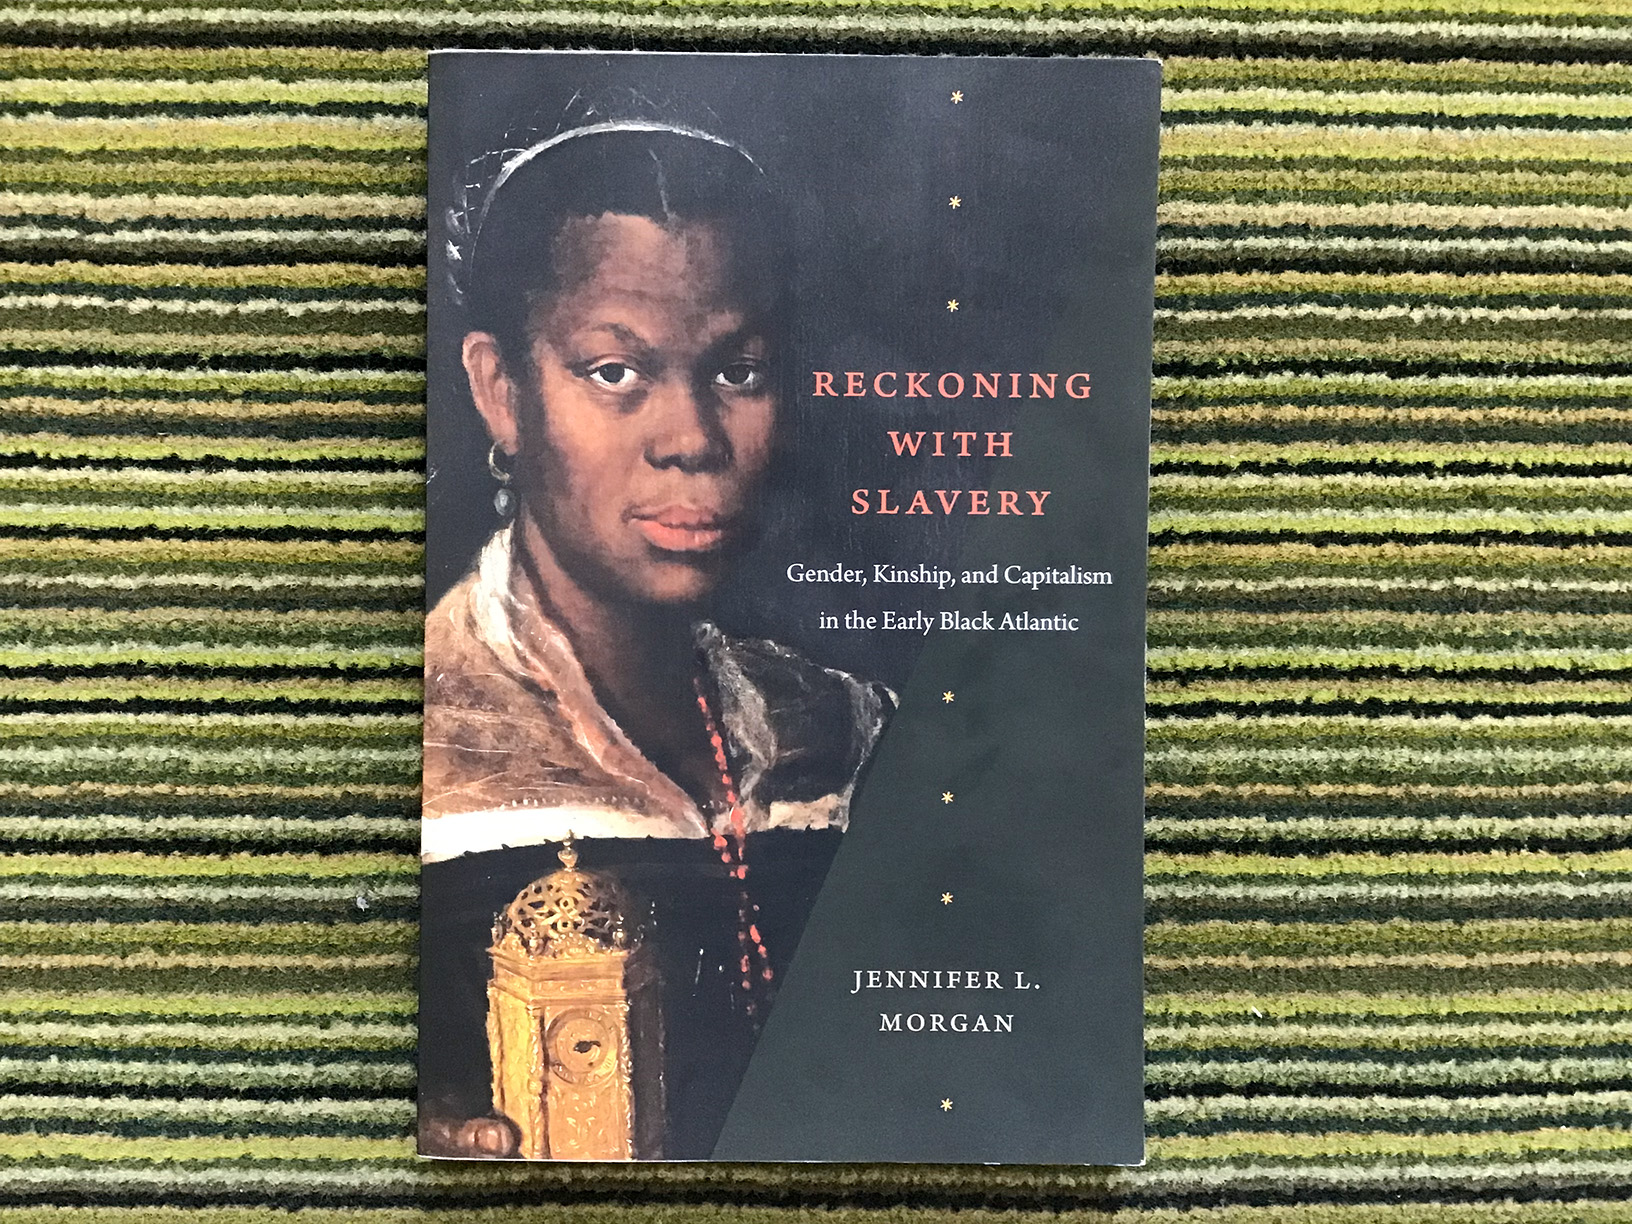 RECKONING
WITH
SLAVERY
Gender, Kinship, and Capitalism
in the Early Black Atlantic
JENNIFER L.
MORGAN